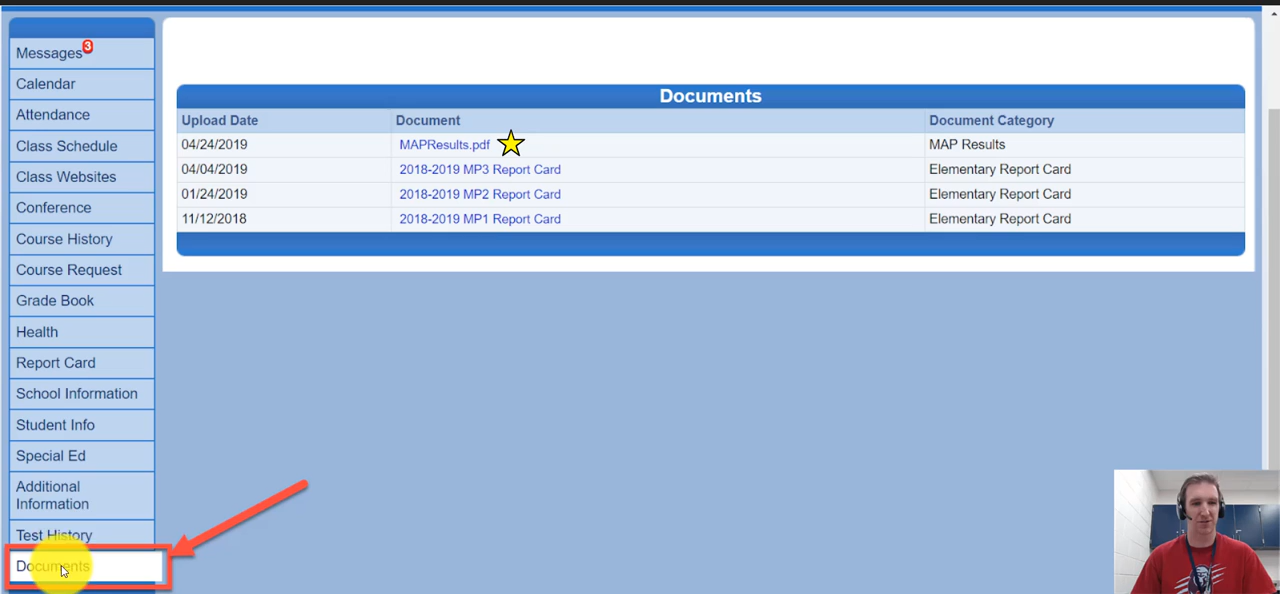 Messages 3
Calendar
Attendance
Class Schedule
Class Websites
Conference
Course History
Course Request
Grade Book
Health
Report Card
School Information
Student Info
Special Ed
Additional
Information
Test History
Documents
Documents
Upload Date Document Document Category
04/24/2019 MAPResults.pdf MAP Results
04/04/2019 2018-2019 MP3 Report Card Elementary Report Card
01/24/2019 2018-2019 MP2 Report Card Elementary Report Card
11/12/2018 2018-2019 MP1 Report Card Elementary Report Card